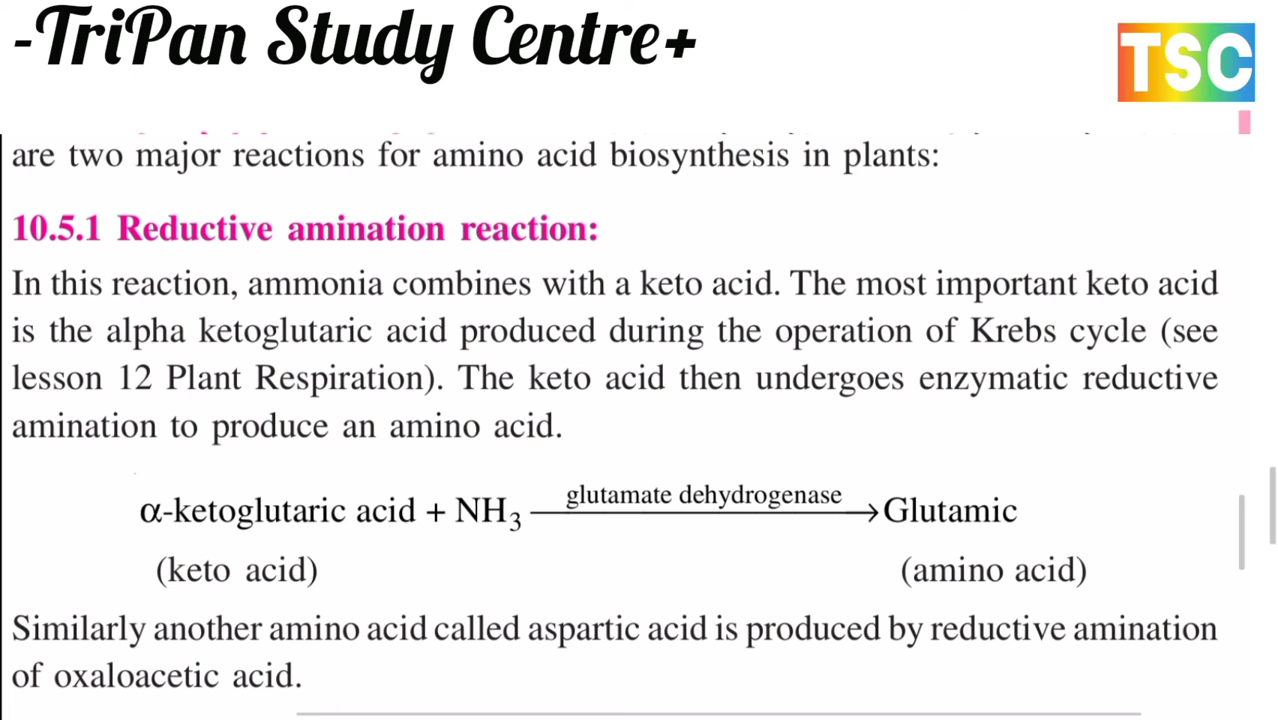 -TriPan Study Centre+
TSC
are two major reactions for amino acid biosynthesis in plants:
10.5.1 Reductive amination reaction:
In this reaction, ammonia combines with a keto acid. The most important keto acid
is the alpha ketoglutaric acid produced during the operation of Krebs cycle (see
lesson 12 Plant Respiration). The keto acid then undergoes enzymatic reductive
amination to produce an amino acid.
glutamate dehydrogenase
α-ketoglutaric acid + NH₃ ⟶ Glutamic
(keto acid) (amino acid)
Similarly another amino acid called aspartic acid is produced by reductive amination
of oxaloacetic acid.